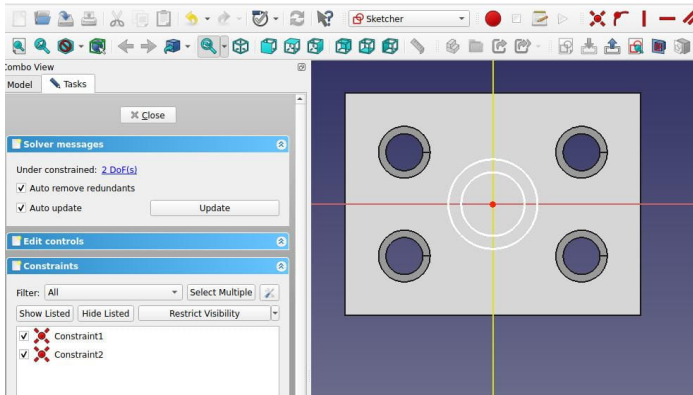 Sketcher
Combo View
Model Tasks
Close
Solver messages
Under constrained: 2 DoF(s)
Auto remove redundants
Auto update Update
Edit controls
Constraints
Filter: All Select Multiple
Show Listed Hide Listed Restrict Visibility
Constraint1
Constraint2